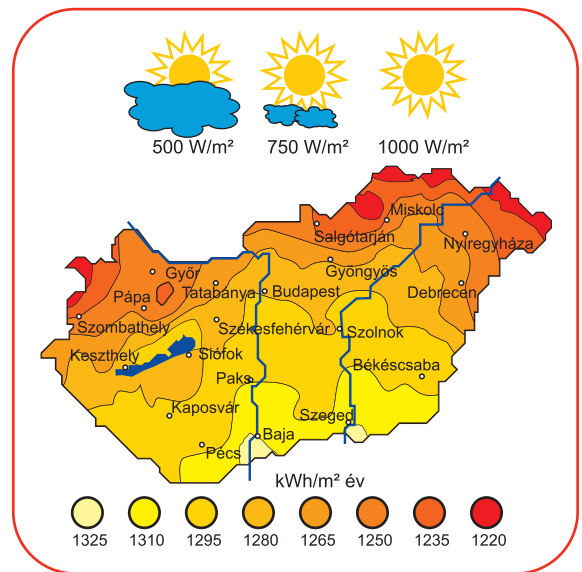 500 W/m² 750 W/m² 1000 W/m²
Miskolc
Salgótarján
Nyíregyháza
Győr
Gyöngyös
Tatabánya
Budapest
Debrecen
Pápa
Szombathely
Székesfehérvár
Szolnok
Keszthely
Siófok
Békéscsaba
Paks
Kaposvár
Szeged
Baja
Pécs
kWh/m² év
1325 1310 1295 1280 1265 1250 1235 1220